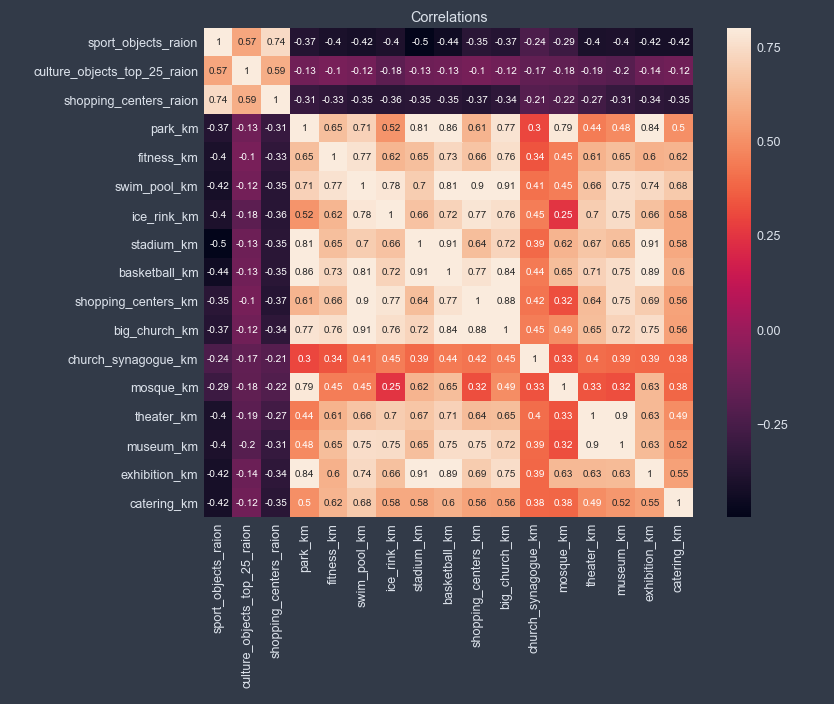 Correlations
sport_objects_raion 1 0.57 0.74 -0.37 -0.4 -0.42 -0.4 -0.5 -0.44 -0.35 -0.37 -0.24 -0.29 -0.4 -0.4 -0.42 -0.42
culture_objects_top_25_raion 0.57 1 0.59 -0.13 -0.1 -0.12 -0.18 -0.13 -0.13 -0.1 -0.12 -0.17 -0.18 -0.19 -0.2 -0.14 -0.12
shopping_centers_raion 0.74 0.59 1 -0.31 -0.33 -0.35 -0.36 -0.35 -0.35 -0.37 -0.34 -0.21 -0.22 -0.27 -0.31 -0.34 -0.35
park_km -0.37 -0.13 -0.31 1 0.65 0.71 0.52 0.81 0.86 0.61 0.77 0.3 0.79 0.44 0.48 0.84 0.5
fitness_km -0.4 -0.1 -0.33 0.65 1 0.77 0.62 0.65 0.73 0.66 0.76 0.34 0.45 0.61 0.65 0.6 0.62
swim_pool_km -0.42 -0.12 -0.35 0.71 0.77 1 0.78 0.7 0.81 0.9 0.91 0.41 0.45 0.66 0.75 0.74 0.68
ice_rink_km -0.4 -0.18 -0.36 0.52 0.62 0.78 1 0.66 0.72 0.77 0.76 0.45 0.25 0.7 0.75 0.66 0.58
stadium_km -0.5 -0.13 -0.35 0.81 0.65 0.7 0.66 1 0.91 0.64 0.72 0.39 0.62 0.67 0.65 0.91 0.58
basketball_km -0.44 -0.13 -0.35 0.86 0.73 0.81 0.72 0.91 1 0.77 0.84 0.44 0.65 0.71 0.75 0.89 0.6
shopping_centers_km -0.35 -0.1 -0.37 0.61 0.66 0.9 0.77 0.64 0.77 1 0.88 0.42 0.32 0.64 0.75 0.69 0.56
big_church_km -0.37 -0.12 -0.34 0.77 0.76 0.91 0.76 0.72 0.84 0.88 1 0.45 0.49 0.65 0.72 0.75 0.56
church_synagogue_km -0.24 -0.17 -0.21 0.3 0.34 0.41 0.45 0.39 0.44 0.42 0.45 1 0.33 0.4 0.39 0.39 0.38
mosque_km -0.29 -0.18 -0.22 0.79 0.45 0.45 0.25 0.62 0.65 0.32 0.49 0.33 1 0.33 0.32 0.63 0.38
theater_km -0.4 -0.19 -0.27 0.44 0.61 0.66 0.7 0.67 0.71 0.64 0.65 0.4 0.33 1 0.9 0.63 0.49
museum_km -0.4 -0.2 -0.31 0.48 0.65 0.75 0.75 0.65 0.75 0.75 0.72 0.39 0.32 0.9 1 0.63 0.52
exhibition_km -0.42 -0.14 -0.34 0.84 0.6 0.74 0.66 0.91 0.89 0.69 0.75 0.39 0.63 0.63 0.63 1 0.55
catering_km -0.42 -0.12 -0.35 0.5 0.62 0.68 0.58 0.58 0.6 0.56 0.56 0.38 0.38 0.49 0.52 0.55 1
sport_objects_raion
culture_objects_top_25_raion
shopping_centers_raion
park_km
fitness_km
swim_pool_km
ice_rink_km
stadium_km
basketball_km
shopping_centers_km
big_church_km
church_synagogue_km
mosque_km
theater_km
museum_km
exhibition_km
catering_km
0.75
0.50
0.25
0.00
−0.25